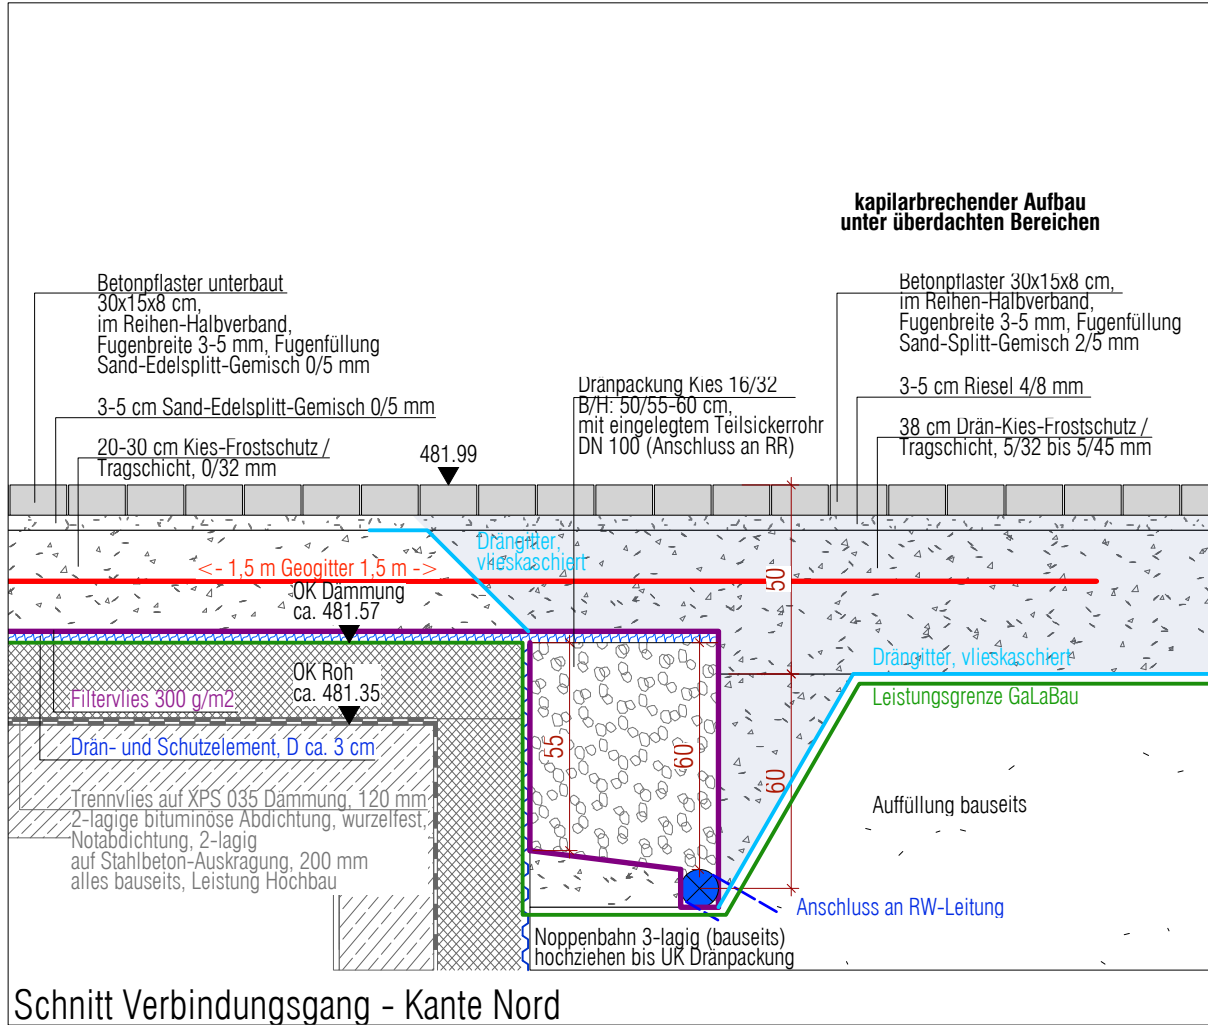 kapilarbrechender Aufbau
unter überdachten Bereichen
Betonpflaster unterbaut
30x15x8 cm,
im Reihen-Halbverband,
Fugenbreite 3-5 mm, Fugenfüllung
Sand-Edelsplitt-Gemisch 0/5 mm
3-5 cm Sand-Edelsplitt-Gemisch 0/5 mm
20-30 cm Kies-Frostschutz /
Tragschicht, 0/32 mm
481.99
Dränpackung Kies 16/32
B/H: 50/55-60 cm,
mit eingelegtem Teilsickerrohr
DN 100 (Anschluss an RR)
Betonpflaster 30x15x8 cm,
im Reihen-Halbverband,
Fugenbreite 3-5 mm, Fugenfüllung
Sand-Splitt-Gemisch 2/5 mm
3-5 cm Riesel 4/8 mm
38 cm Drän-Kies-Frostschutz /
Tragschicht, 5/32 bis 5/45 mm
Drängitter,
vlieskaschiert
<- 1,5 m Geogitter 1,5 m ->
50
OK Dämmung
ca. 481.57
OK Roh
ca. 481.35
Drängitter, vlieskaschiert
Leistungsgrenze GaLaBau
Filtervlies 300 g/m2
Drän- und Schutzelement, D ca. 3 cm
55
60
60
Trennvlies auf XPS 035 Dämmung, 120 mm
2-lagige bituminöse Abdichtung, wurzelfest,
Notabdichtung, 2-lagig
auf Stahlbeton-Auskragung, 200 mm
alles bauseits, Leistung Hochbau
Auffüllung bauseits
Anschluss an RW-Leitung
Noppenbahn 3-lagig (bauseits)
hochziehen bis UK Dränpackung
Schnitt Verbindungsgang - Kante Nord